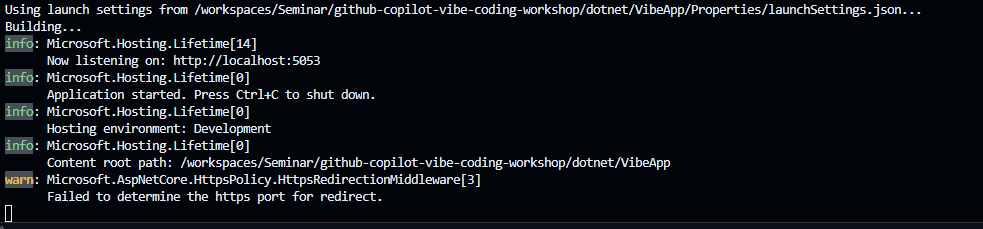 Using launch settings from /workspaces/Seminar/github-copilot-vibe-coding-workshop/dotnet/VibeApp/Properties/launchSettings.json...
Building...
info: Microsoft.Hosting.Lifetime[14]
      Now listening on: http://localhost:5053
info: Microsoft.Hosting.Lifetime[0]
      Application started. Press Ctrl+C to shut down.
info: Microsoft.Hosting.Lifetime[0]
      Hosting environment: Development
info: Microsoft.Hosting.Lifetime[0]
      Content root path: /workspaces/Seminar/github-copilot-vibe-coding-workshop/dotnet/VibeApp
warn: Microsoft.AspNetCore.HttpsPolicy.HttpsRedirectionMiddleware[3]
      Failed to determine the https port for redirect.